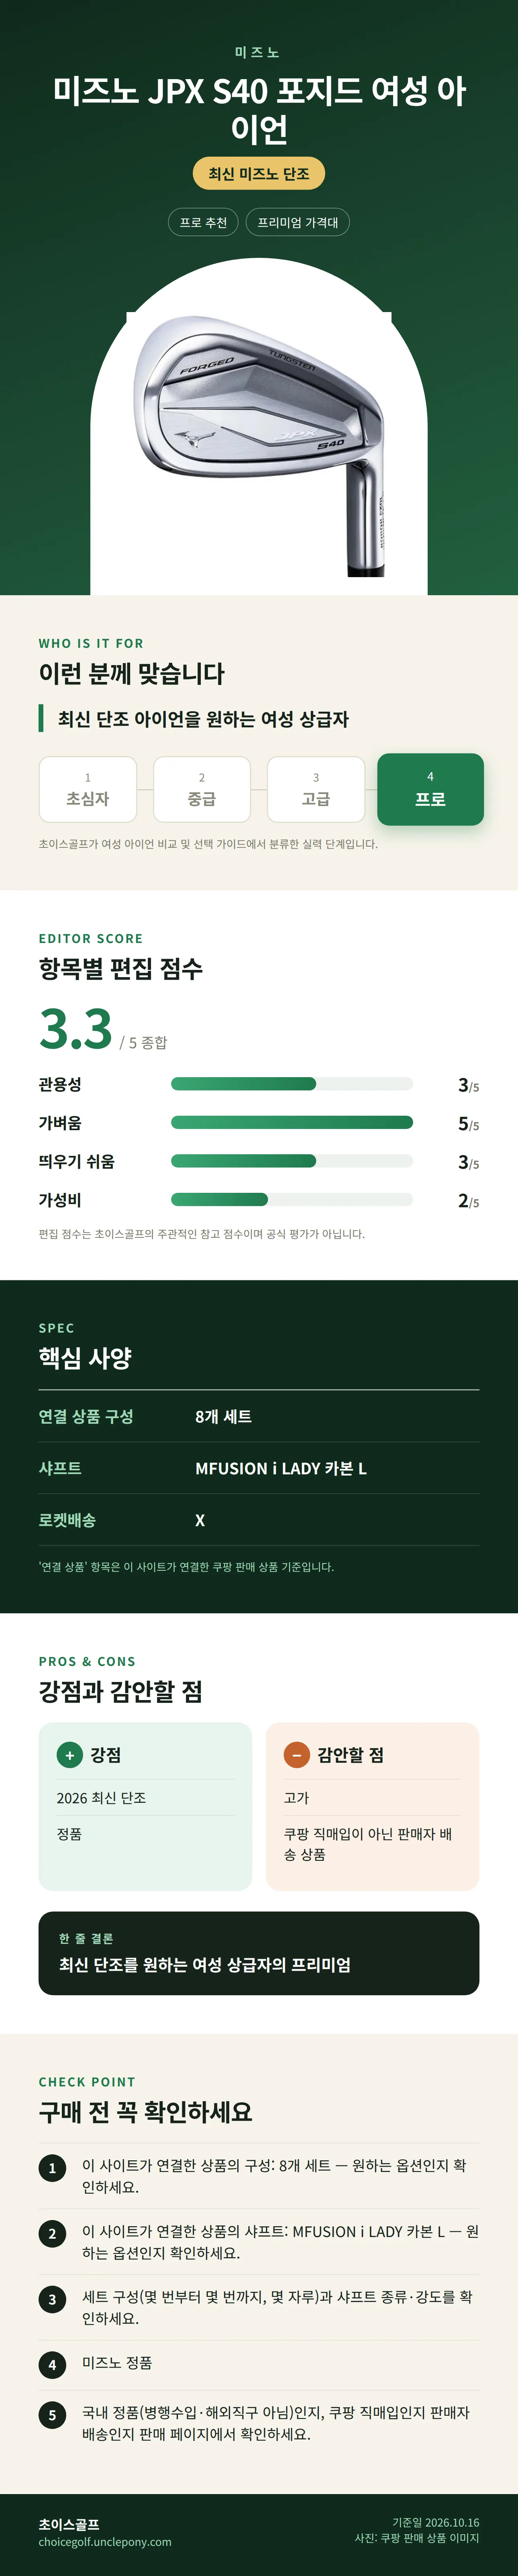 미즈노
미즈노 JPX S40 포지드 여성 아
이언
최신 미즈노 단조
프로 추천
프리미엄 가격대
FORGED
TUNGSTEN
JPX
S40
WHO IS IT FOR
이런 분께 맞습니다
최신 단조 아이언을 원하는 여성 상급자
1
초심자
2
중급
3
고급
4
프로
초이스골프가 여성 아이언 비교 및 선택 가이드에서 분류한 실력 단계입니다.
EDITOR SCORE
항목별 편집 점수
3.3 / 5 종합
관용성 3/5
가벼움 5/5
띄우기 쉬움 3/5
가성비 2/5
편집 점수는 초이스골프의 주관적인 참고 점수이며 공식 평가가 아닙니다.
SPEC
핵심 사양
연결 상품 구성 8개 세트
샤프트 MFUSION i LADY 카본 L
로켓배송 X
'연결 상품' 항목은 이 사이트가 연결한 쿠팡 판매 상품 기준입니다.
PROS & CONS
강점과 감안할 점
+ 강점
2026 최신 단조
정품
− 감안할 점
고가
쿠팡 직매입이 아닌 판매자 배
송 상품
한 줄 결론
최신 단조를 원하는 여성 상급자의 프리미엄
CHECK POINT
구매 전 꼭 확인하세요
1 이 사이트가 연결한 상품의 구성: 8개 세트 — 원하는 옵션인지 확
인하세요.
2 이 사이트가 연결한 상품의 샤프트: MFUSION i LADY 카본 L — 원
하는 옵션인지 확인하세요.
3 세트 구성(몇 번부터 몇 번까지, 몇 자루)과 샤프트 종류·강도를 확
인하세요.
4 미즈노 정품
5 국내 정품(병행수입·해외직구 아님)인지, 쿠팡 직매입인지 판매자
배송인지 판매 페이지에서 확인하세요.
초이스골프
choicegolf.unclepony.com
기준일 2026.10.16
사진: 쿠팡 판매 상품 이미지